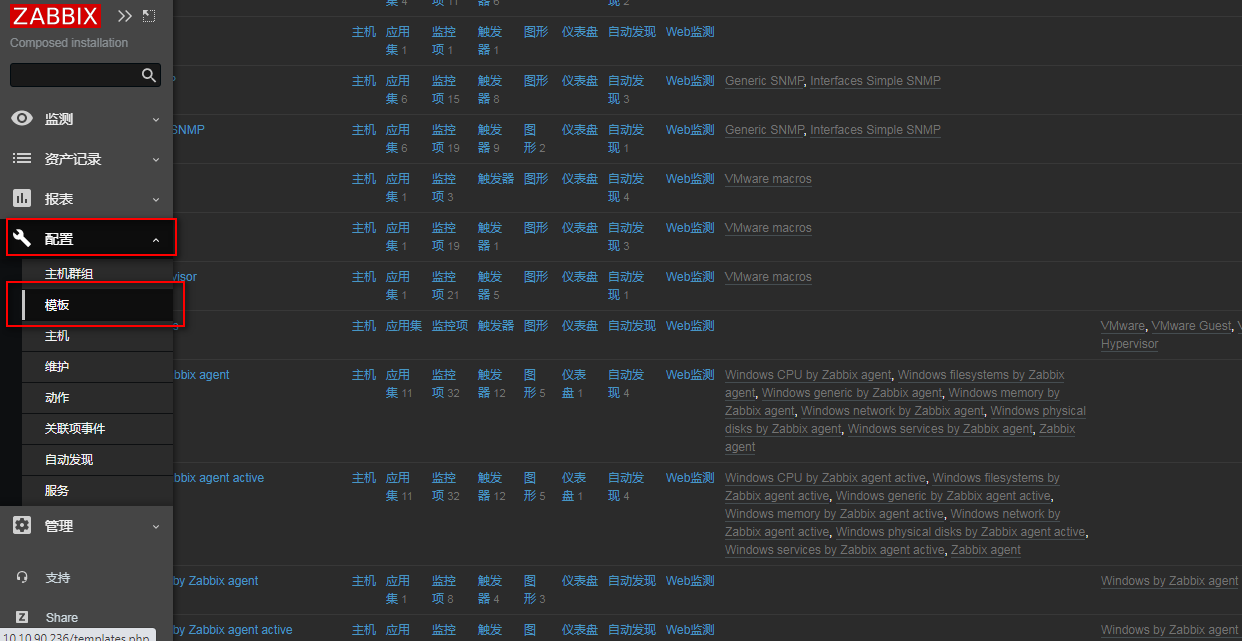 ZABBIX
Composed installation
监测
资产记录
报表
配置
主机群组
模板
主机
维护
动作
关联项事件
自动发现
服务
管理
支持
Z Share
10.10.90.236/templates.php
集 4 项 11 器 6 现 2
主机 应用 监控 触发 图形 仪表盘 自动发现 Web监测
集 1 项 1 器 1
主机 应用 监控 触发 图形 仪表盘 自动发 Web监测 Generic SNMP, Interfaces Simple SNMP
集 6 项 15 器 8 现 3
SNMP 主机 应用 监控 触发 图 仪表盘 自动发 Web监测 Generic SNMP, Interfaces Simple SNMP
集 6 项 19 器 9 形 2 现 1
主机 应用 监控 触发器 图形 仪表盘 自动发 Web监测 VMware macros
集 1 项 3 现 4
主机 应用 监控 触发 图形 仪表盘 自动发 Web监测 VMware macros
集 1 项 19 器 1 现 3
visor 主机 应用 监控 触发 图形 仪表盘 自动发 Web监测 VMware macros
集 1 项 21 器 5 现 1
主机 应用集 监控项 触发器 图形 仪表盘 自动发现 Web监测 VMware, VMware Guest,
Hypervisor
bbix agent 主机 应用 监控 触发 图 仪表 自动发 Web监测 Windows CPU by Zabbix agent, Windows filesystems by Zabbix
集 11 项 32 器 12 形 5 盘 1 现 4 agent, Windows generic by Zabbix agent, Windows memory by
Zabbix agent, Windows network by Zabbix agent, Windows physical
disks by Zabbix agent, Windows services by Zabbix agent, Zabbix
agent
bbix agent active 主机 应用 监控 触发 图 仪表 自动发 Web监测 Windows CPU by Zabbix agent active, Windows filesystems by
集 11 项 32 器 12 形 5 盘 1 现 4 Zabbix agent active, Windows generic by Zabbix agent active,
Windows memory by Zabbix agent active, Windows network by
Zabbix agent active, Windows physical disks by Zabbix agent active,
Windows services by Zabbix agent active, Zabbix agent
by Zabbix agent 主机 应用 监控 触发 图 仪表盘 自动发现 Web监测 Windows by Zabbix agent
集 1 项 8 器 4 形 3
by Zabbix agent active 主机 应用 监控 触发 图 仪表盘 自动发现 Web监测 Windows by Zabbix agent